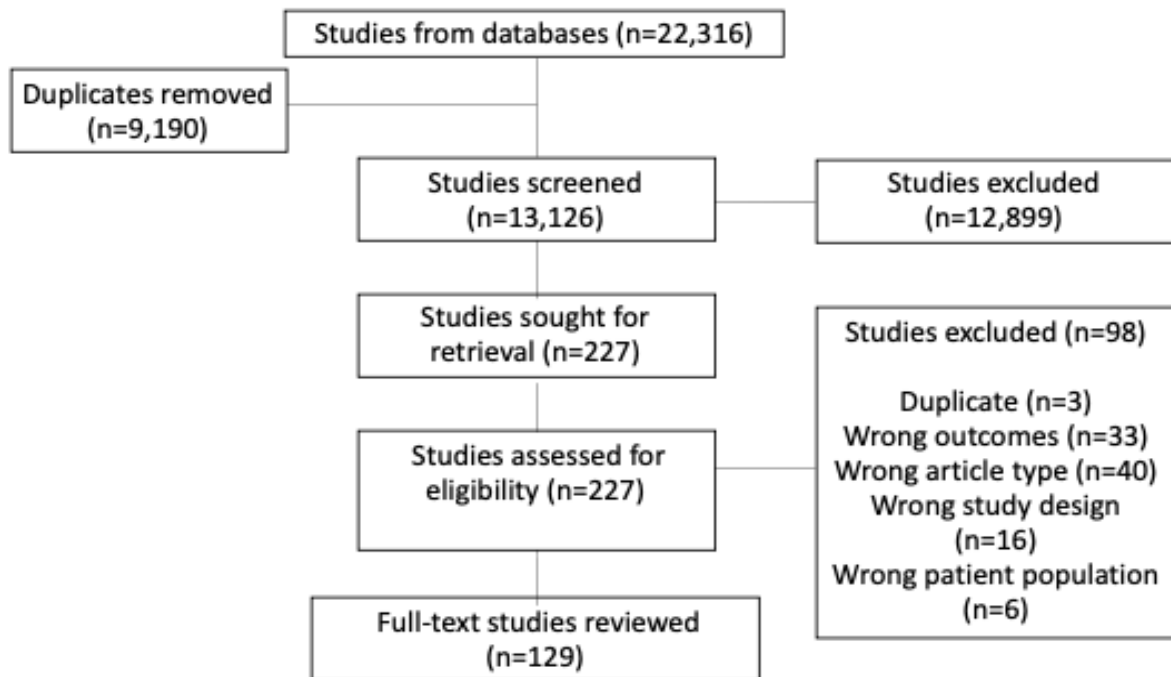 Studies from databases (n=22,316)
Duplicates removed
(n=9,190)
Studies screened
(n=13,126)
Studies excluded
(n=12,899)
Studies sought for
retrieval (n=227)
Studies assessed for
eligibility (n=227)
Studies excluded (n=98)
Duplicate (n=3)
Wrong outcomes (n=33)
Wrong article type (n=40)
Wrong study design
(n=16)
Wrong patient population
(n=6)
Full-text studies reviewed
(n=129)